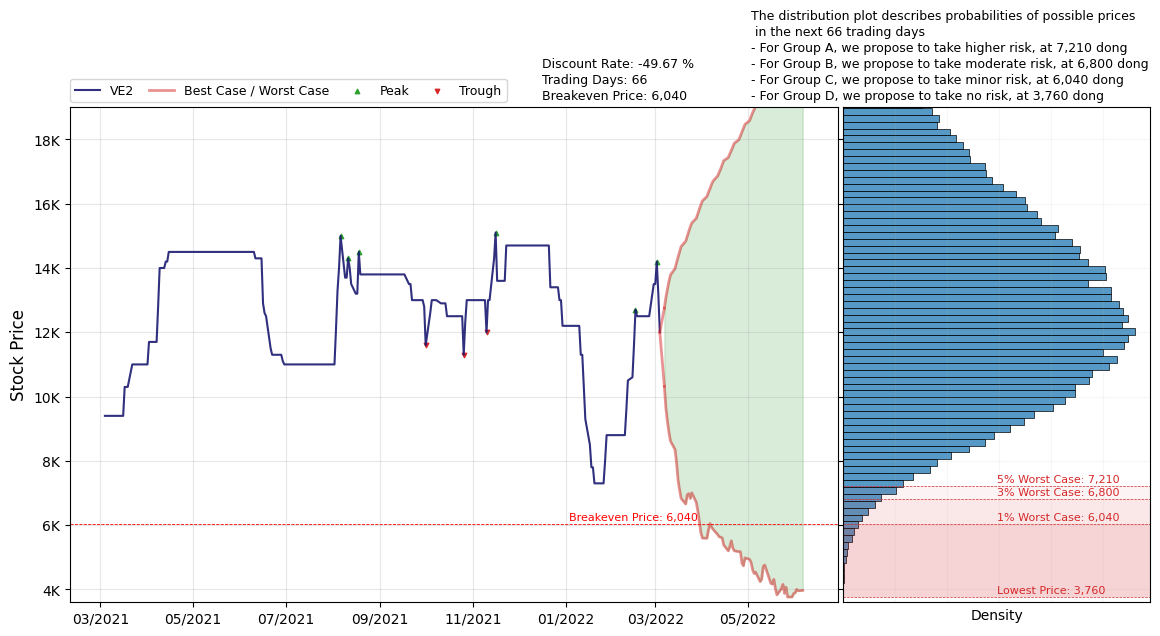 The distribution plot describes probabilities of possible prices
in the next 66 trading days
- For Group A, we propose to take higher risk, at 7,210 dong
- For Group B, we propose to take moderate risk, at 6,800 dong
- For Group C, we propose to take minor risk, at 6,040 dong
- For Group D, we propose to take no risk, at 3,760 dong
Discount Rate: -49.67 %
Trading Days: 66
Breakeven Price: 6,040
VE2 Best Case / Worst Case Peak Trough
Stock Price
18K
16K
14K
12K
10K
8K
6K
4K
Breakeven Price: 6,040
03/2021 05/2021 07/2021 09/2021 11/2021 01/2022 03/2022 05/2022
5% Worst Case: 7,210
3% Worst Case: 6,800
1% Worst Case: 6,040
Lowest Price: 3,760
Density